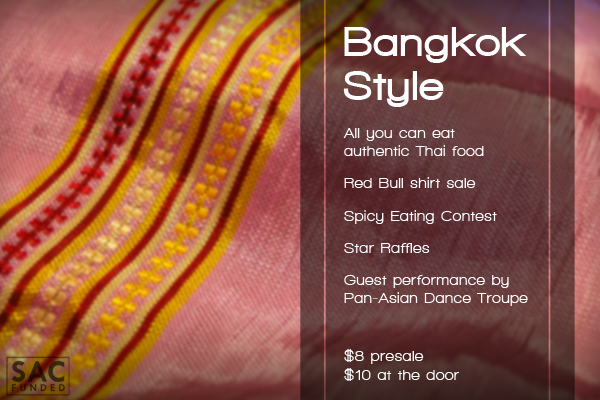 Bangkok
Style
All you can eat
authentic Thai food
Red Bull shirt sale
Spicy Eating Contest
Star Raffles
Guest performance by
Pan-Asian Dance Troupe
$8 presale
$10 at the door
SAC
FUNDED